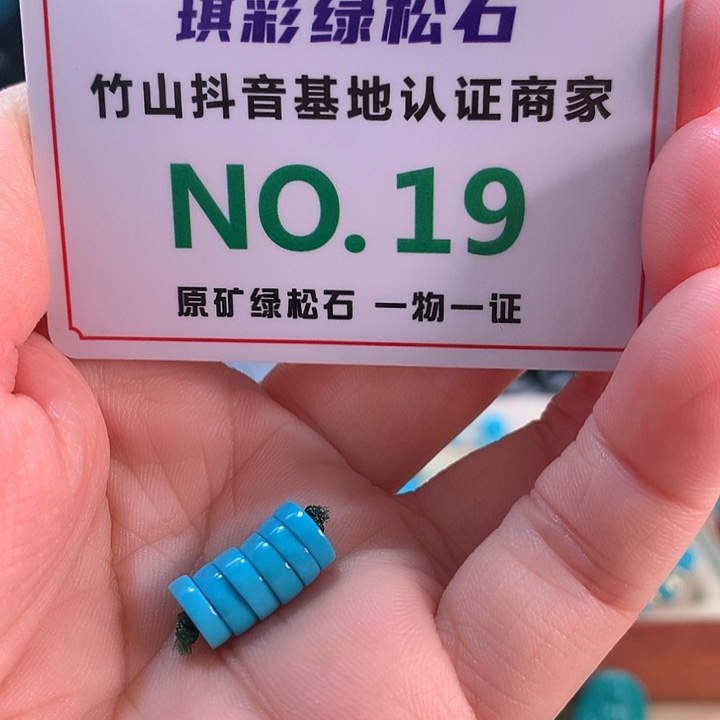 琪彩绿松石
竹山抖音基地认证商家
NO.19
原矿绿松石 一物一证